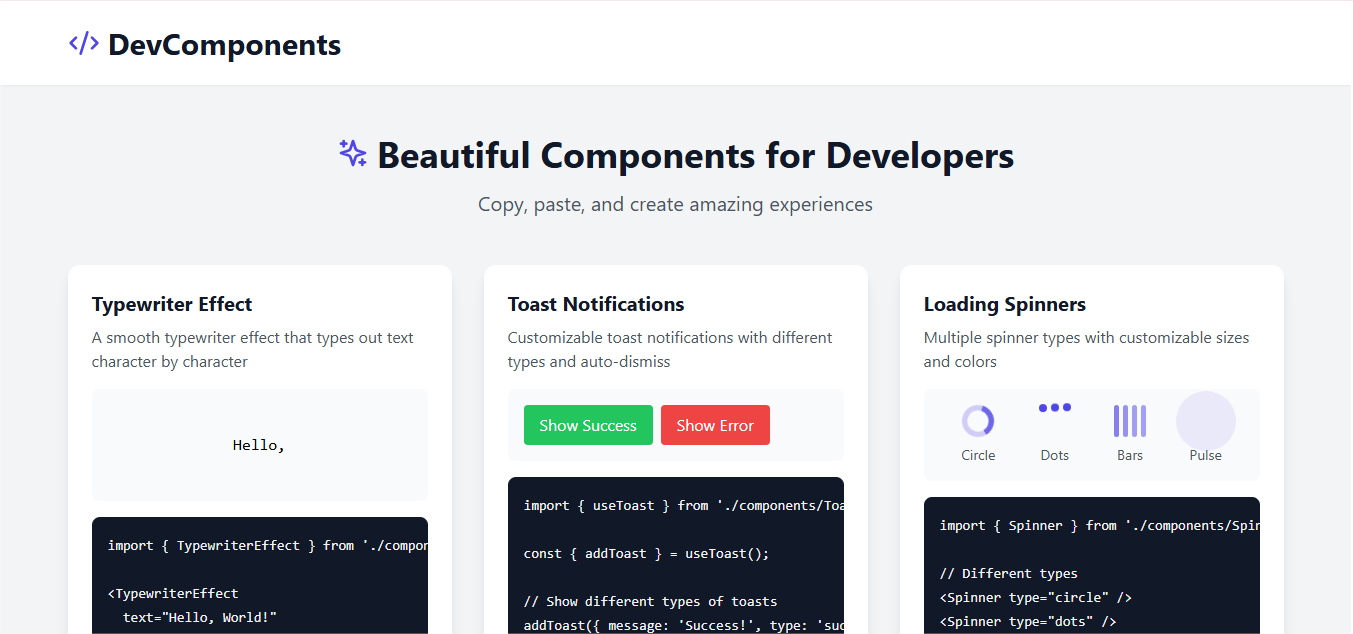 </> DevComponents
Beautiful Components for Developers
Copy, paste, and create amazing experiences
Typewriter Effect
A smooth typewriter effect that types out text
character by character
Hello,
import { TypewriterEffect } from './compon
<TypewriterEffect
text="Hello, World!"
Toast Notifications
Customizable toast notifications with different
types and auto-dismiss
Show Success Show Error
import { useToast } from './components/Toa
const { addToast } = useToast();
// Show different types of toasts
addToast({ message: 'Success!', type: 'suc
Loading Spinners
Multiple spinner types with customizable sizes
and colors
Circle Dots Bars Pulse
import { Spinner } from './components/Spin
// Different types
<Spinner type="circle" />
<Spinner type="dots" />